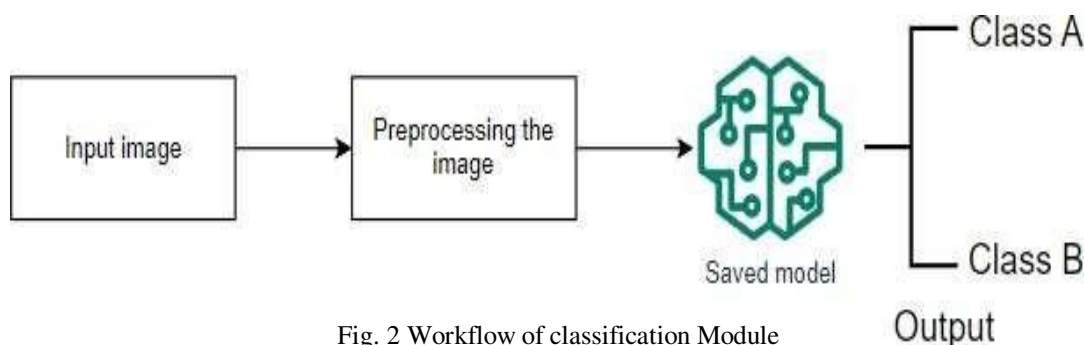 Input image
Preprocessing the
image
Saved model
Class A
Class B
Output
Fig. 2 Workflow of classification Module